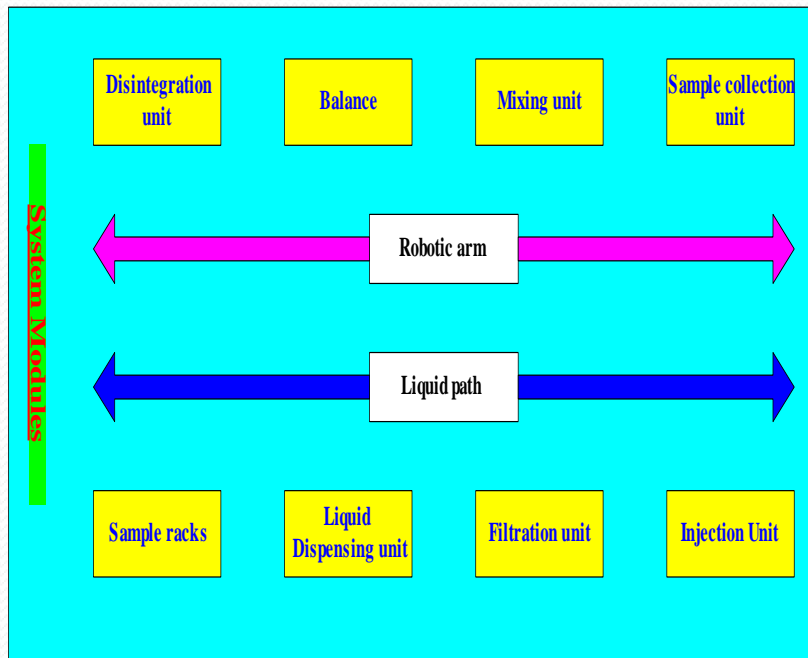 Disintegration
unit
Balance
Mixing unit
Sample collection
unit
System Modules
Robotic arm
Liquid path
Sample racks
Liquid
Dispensing unit
Filtration unit
Injection Unit